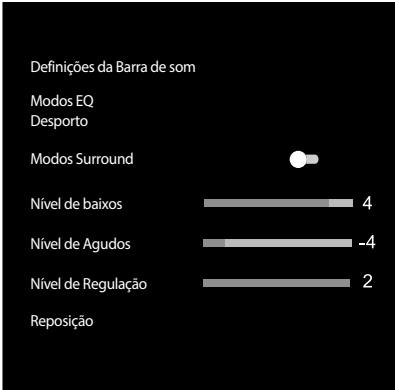 Definições da Barra de som
Modos EQ
Desporto
Modos Surround
Nível de baixos 4
Nível de Agudos -4
Nível de Regulação 2
Reposição